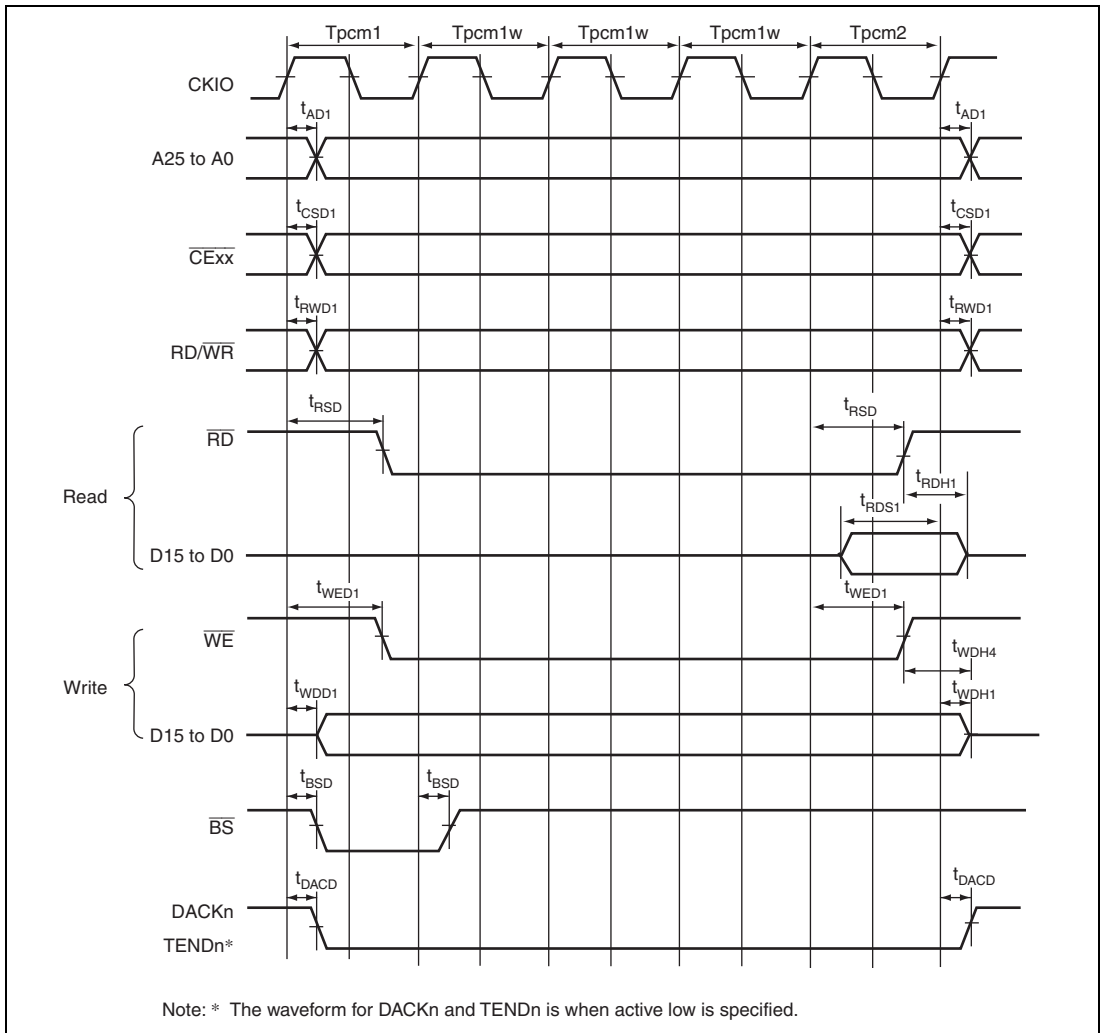 Tpcm1 Tpcm1w Tpcm1w Tpcm1w Tpcm2
CKIO
tAD1 tAD1
A25 to A0
tCSD1 tCSD1
CExx
tRWD1 tRWD1
RD/WR
tRSD tRSD
RD
tRDH1
Read
tRDS1
D15 to D0
tWED1 tWED1
WE
tWDH4
Write
tWDD1 tWDH1
D15 to D0
tBSD tBSD
BS
tDACD tDACD
DACKn
TENDn*
Note: * The waveform for DACKn and TENDn is when active low is specified.